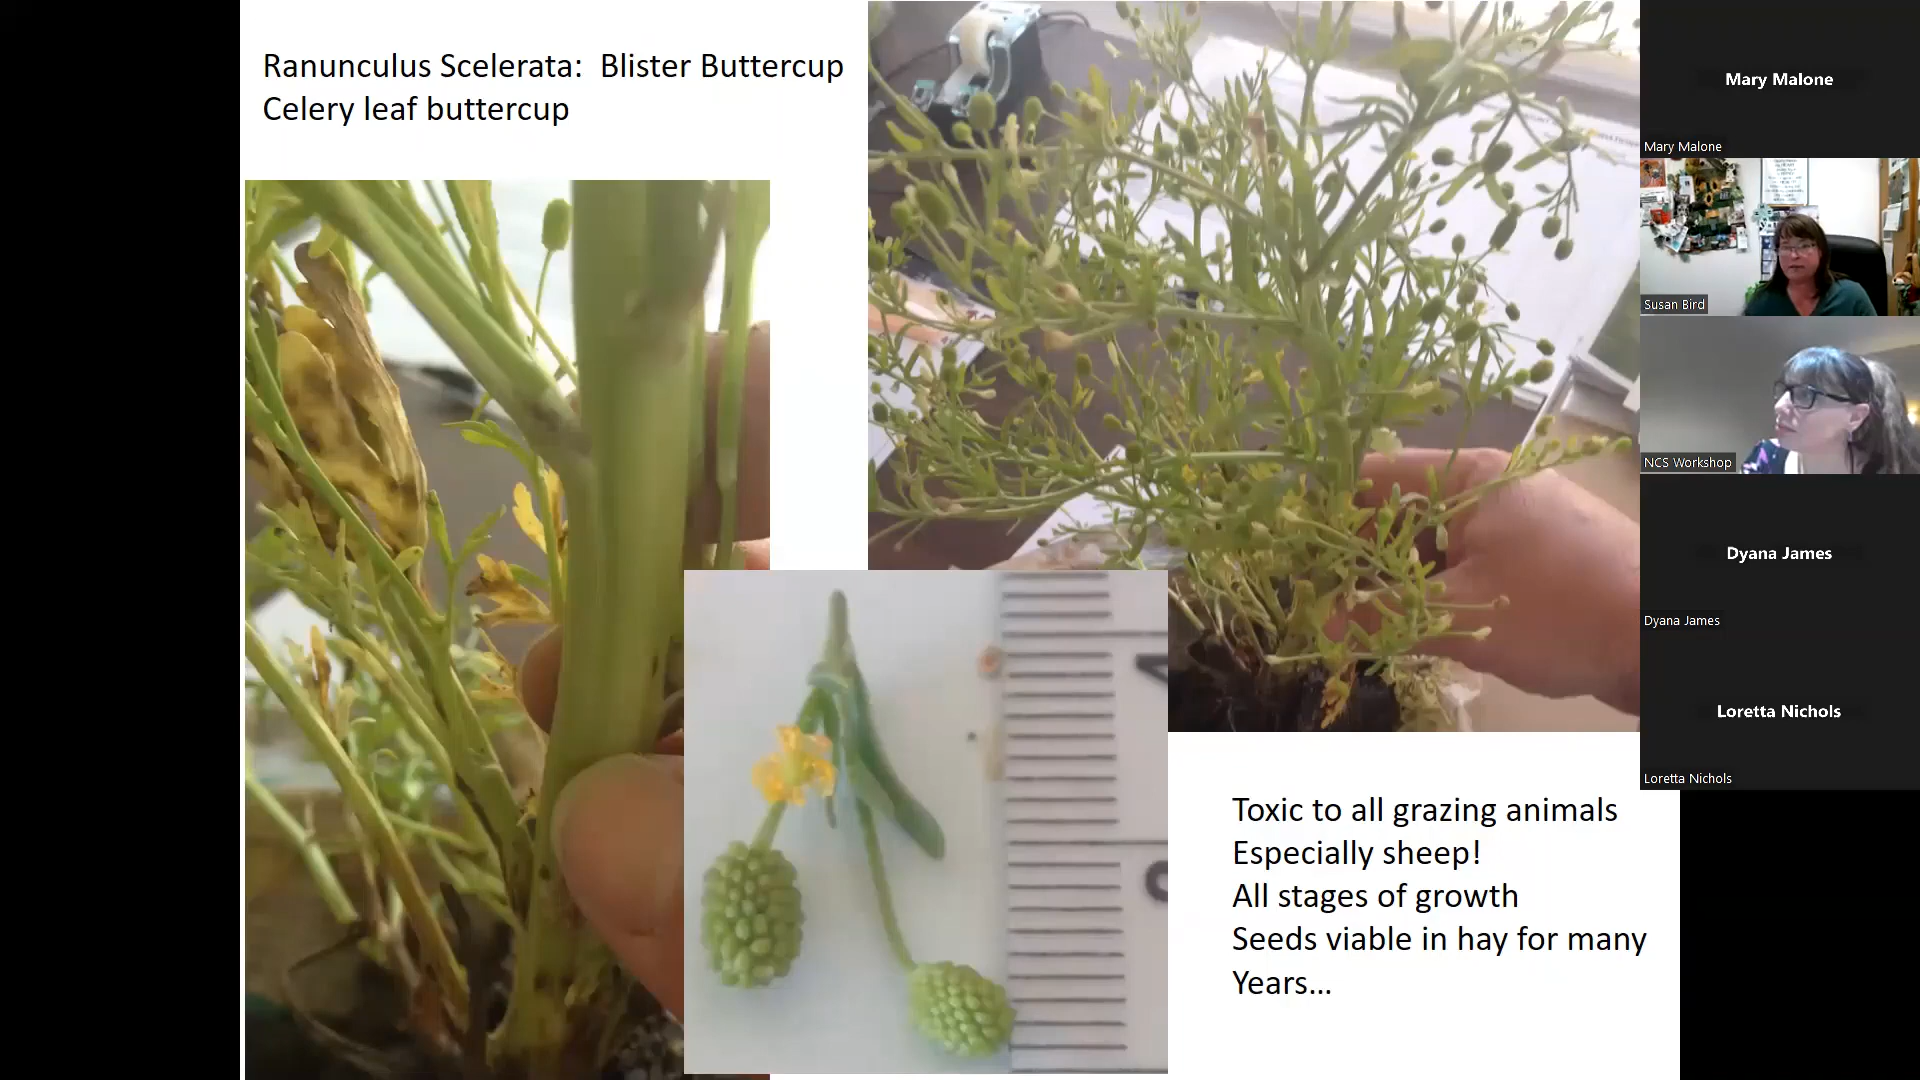 Ranunculus Scelerata:  Blister Buttercup
Celery leaf buttercup
Toxic to all grazing animals
Especially sheep!
All stages of growth
Seeds viable in hay for many
Years...
Mary Malone
Mary Malone
Susan Bird
NCS Workshop
Dyana James
Dyana James
Loretta Nichols
Loretta Nichols